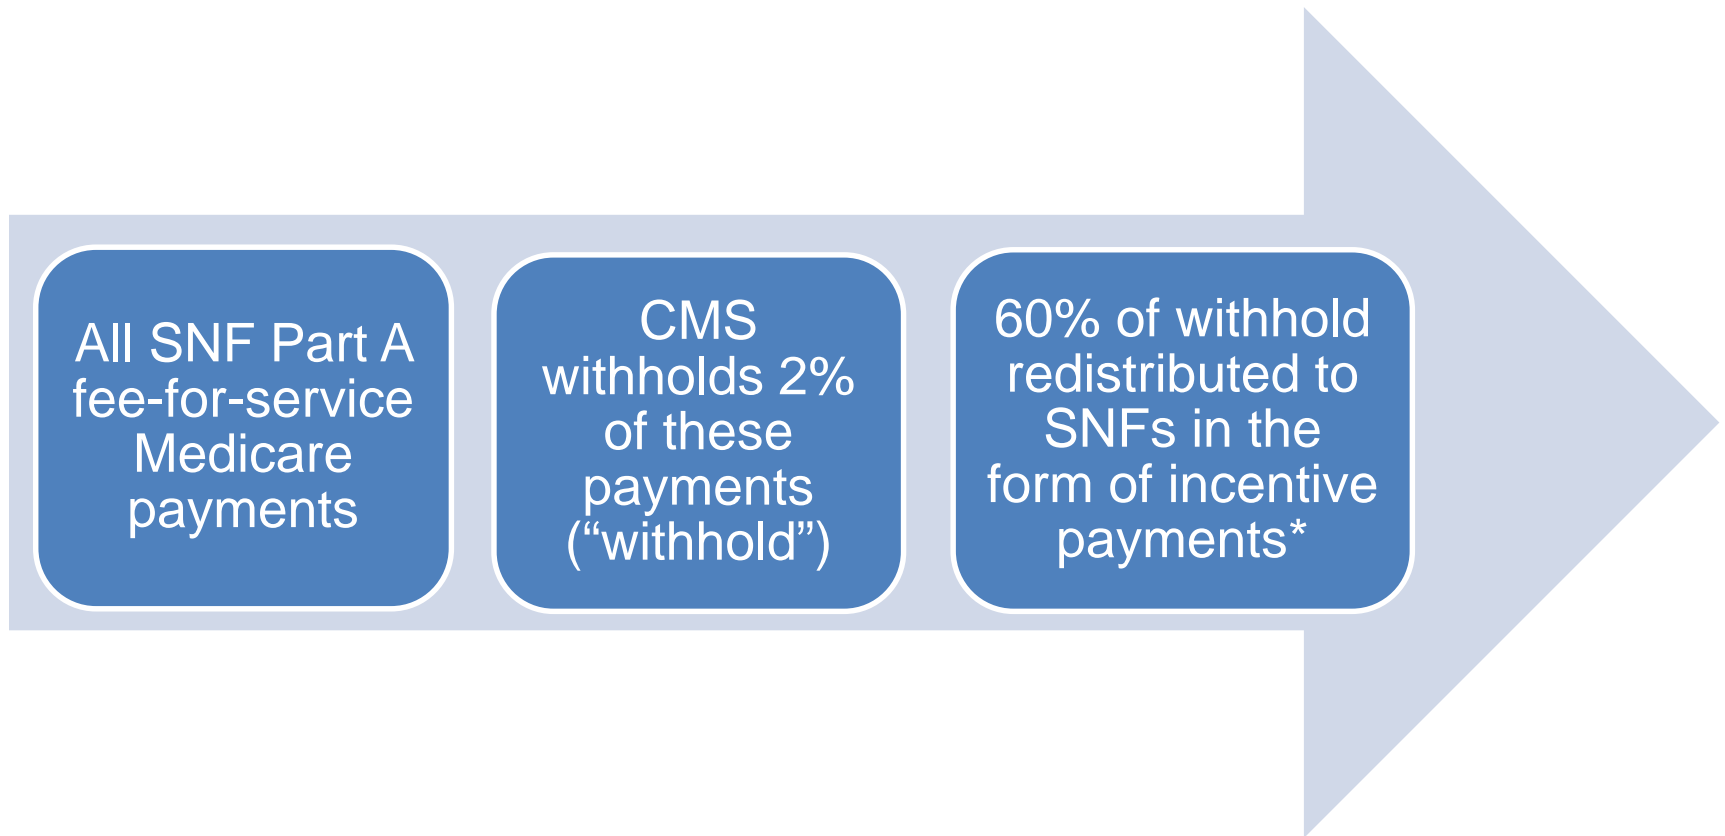 All SNF Part A
fee-for-service
Medicare
payments
CMS
withholds 2%
of these
payments
(“withhold”)
60% of withhold
redistributed to
SNFs in the
form of incentive
payments*